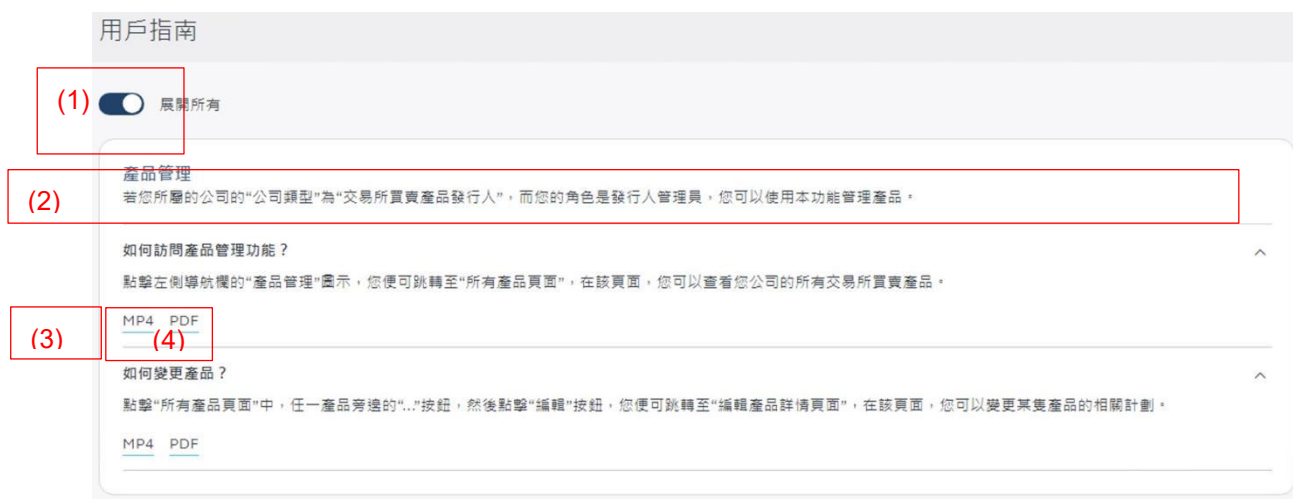 用戶指南
(1) 展開所有
產品管理
(2) 若您所屬的公司的“公司類型”為“交易所買賣產品發行人”，而您的角色是發行人管理員，您可以使用本功能管理產品。
如何訪問產品管理功能？
點擊左側導航欄的“產品管理”圖示，您便可跳轉至“所有產品頁面”，在該頁面，您可以查看您公司的所有交易所買賣產品。
MP4 PDF
(3) (4)
如何變更產品？
點擊“所有產品頁面”中，任一產品旁邊的“...”按鈕，然後點擊“編輯”按鈕，您便可跳轉至“編輯產品詳情頁面”，在該頁面，您可以變更某隻產品的相關計劃。
MP4 PDF